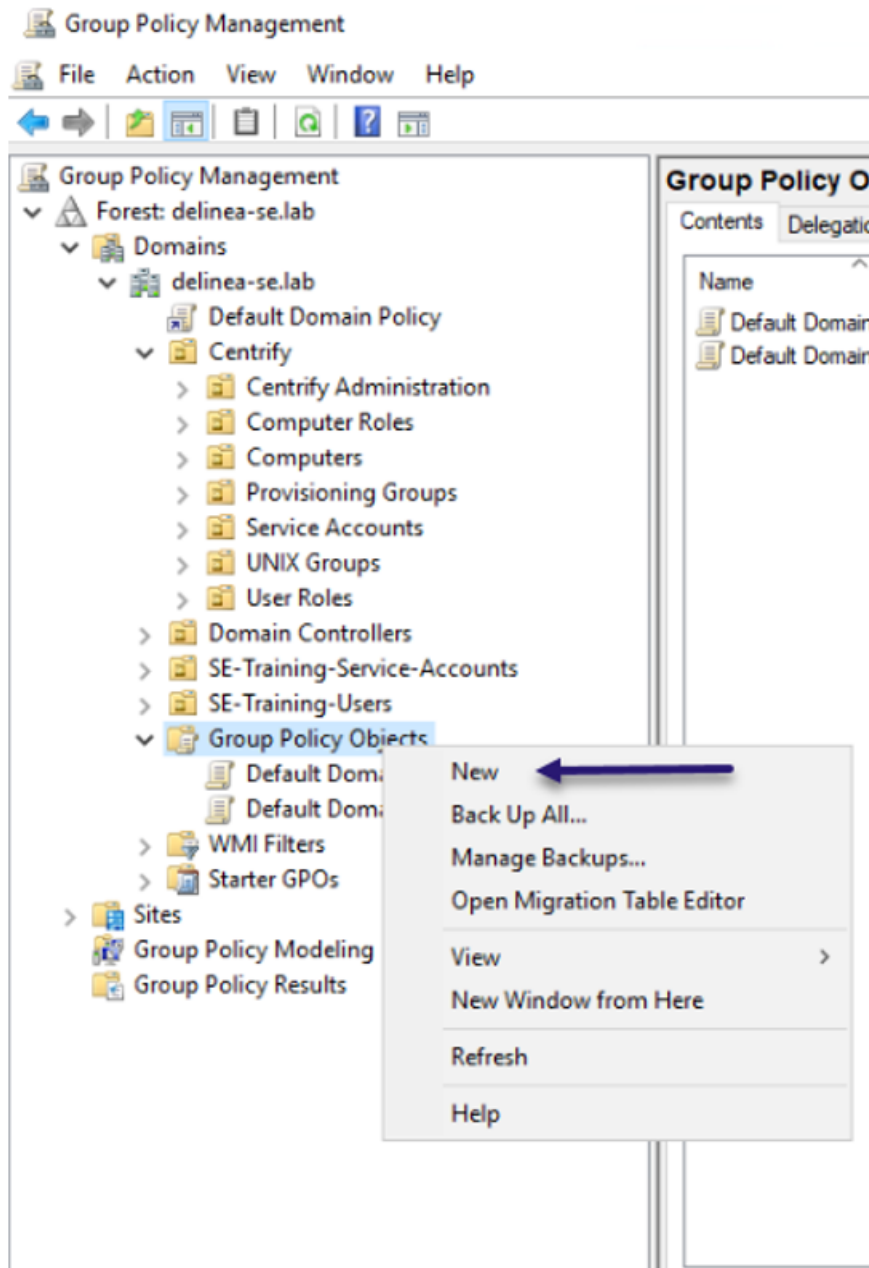 Group Policy Management
File Action View Window Help
Group Policy Management
Forest: delinea-se.lab
Domains
delinea-se.lab
Default Domain Policy
Centrify
Centrify Administration
Computer Roles
Computers
Provisioning Groups
Service Accounts
UNIX Groups
User Roles
Domain Controllers
SE-Training-Service-Accounts
SE-Training-Users
Group Policy Objects
Default Doma
Default Doma
WMI Filters
Starter GPOs
Sites
Group Policy Modeling
Group Policy Results
New
Back Up All...
Manage Backups...
Open Migration Table Editor
View
New Window from Here
Refresh
Help
Group Policy O
Contents Delegatio
Name
Default Domain
Default Domain